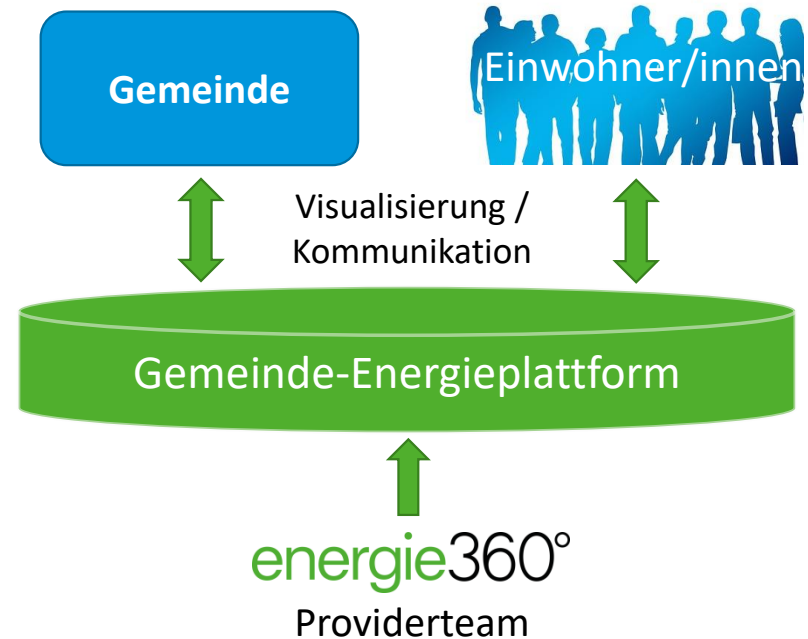 Gemeinde
Einwohner/innen
Visualisierung /
Kommunikation
Gemeinde-Energieplattform
energie360°
Providerteam